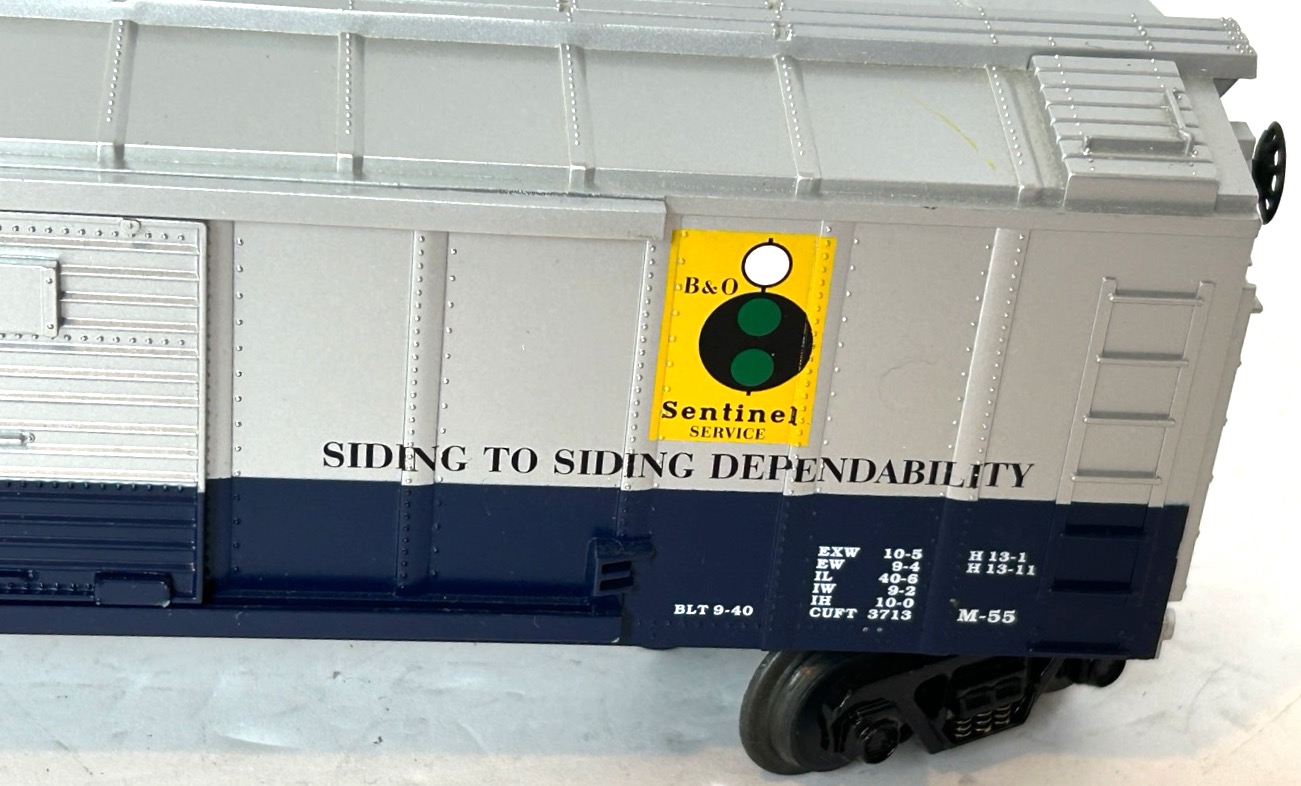 B&O
Sentinel
SERVICE
SIDING TO SIDING DEPENDABILITY
EXW 10-5 H 13-1
EW 9-4 H 13-11
IL 40-6
IW 9-2
IH 10-0
BLT 9-40 CUFT 3713 M-55